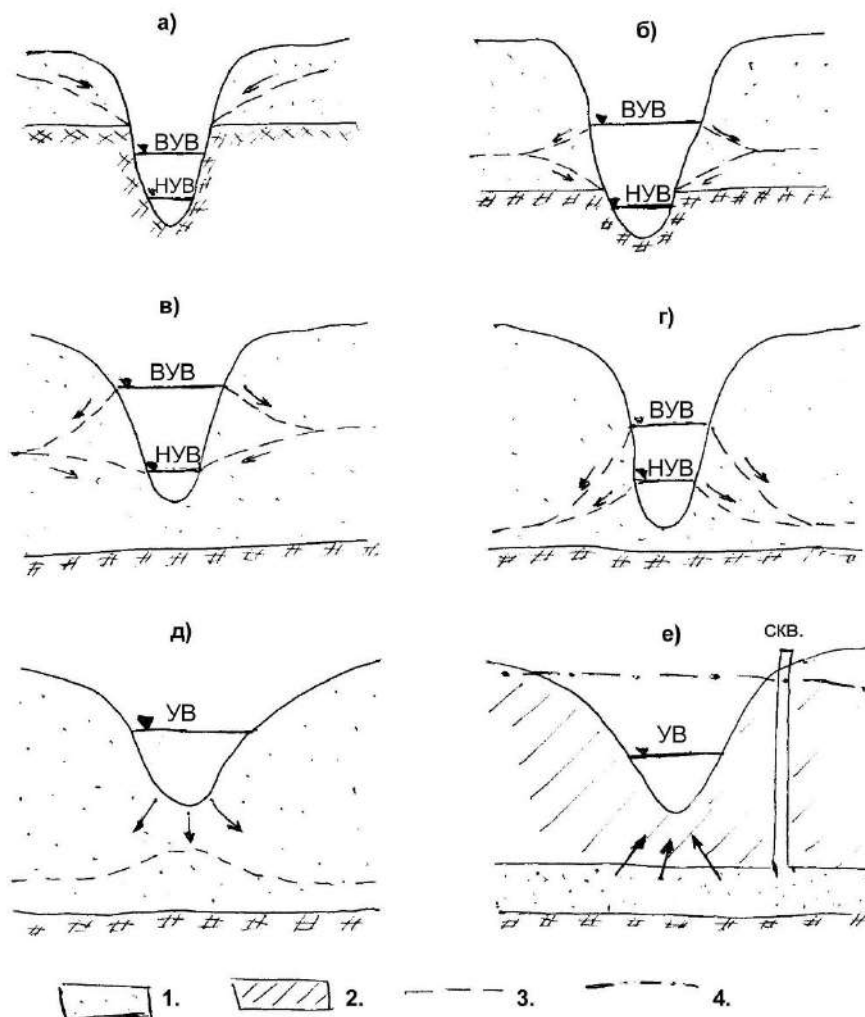 а)
ВУВ
НУВ
б)
ВУВ
НУВ
в)
ВУВ
НУВ
г)
ВУВ
НУВ
д)
УВ
е)
скв.
УВ
1. 2. 3. 4.